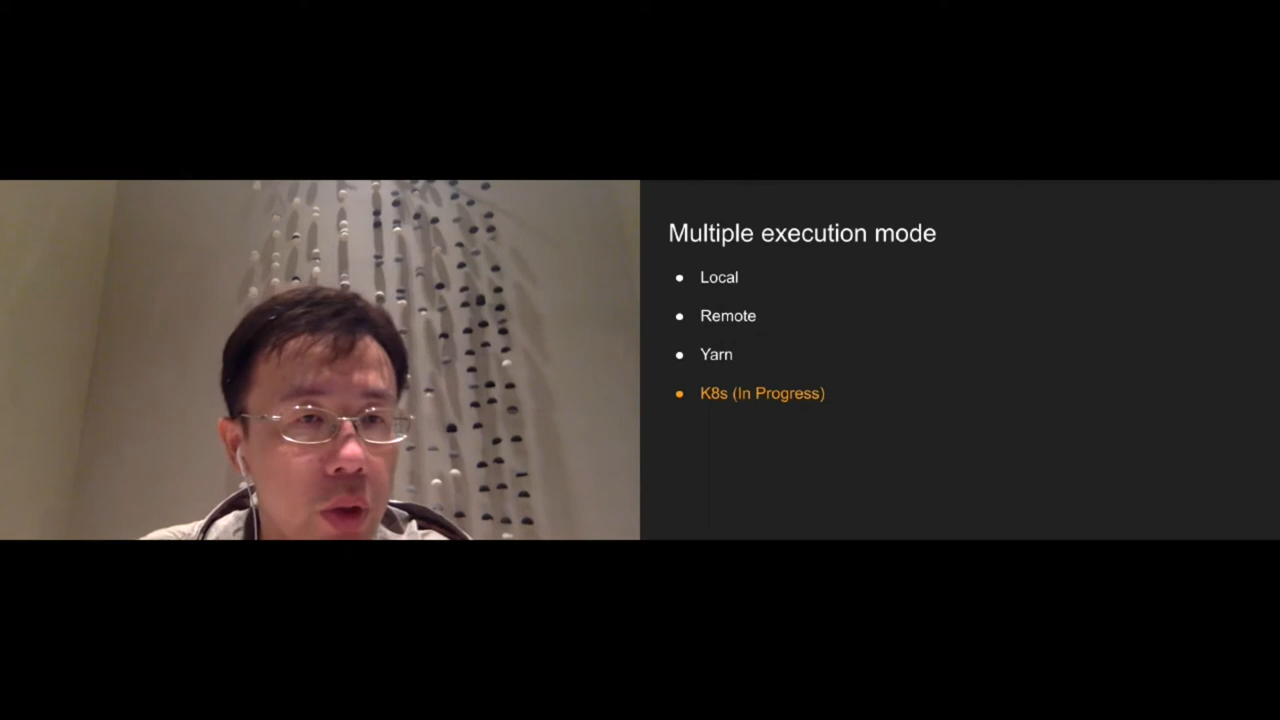 Multiple execution mode
● Local
● Remote
● Yarn
● K8s (In Progress)